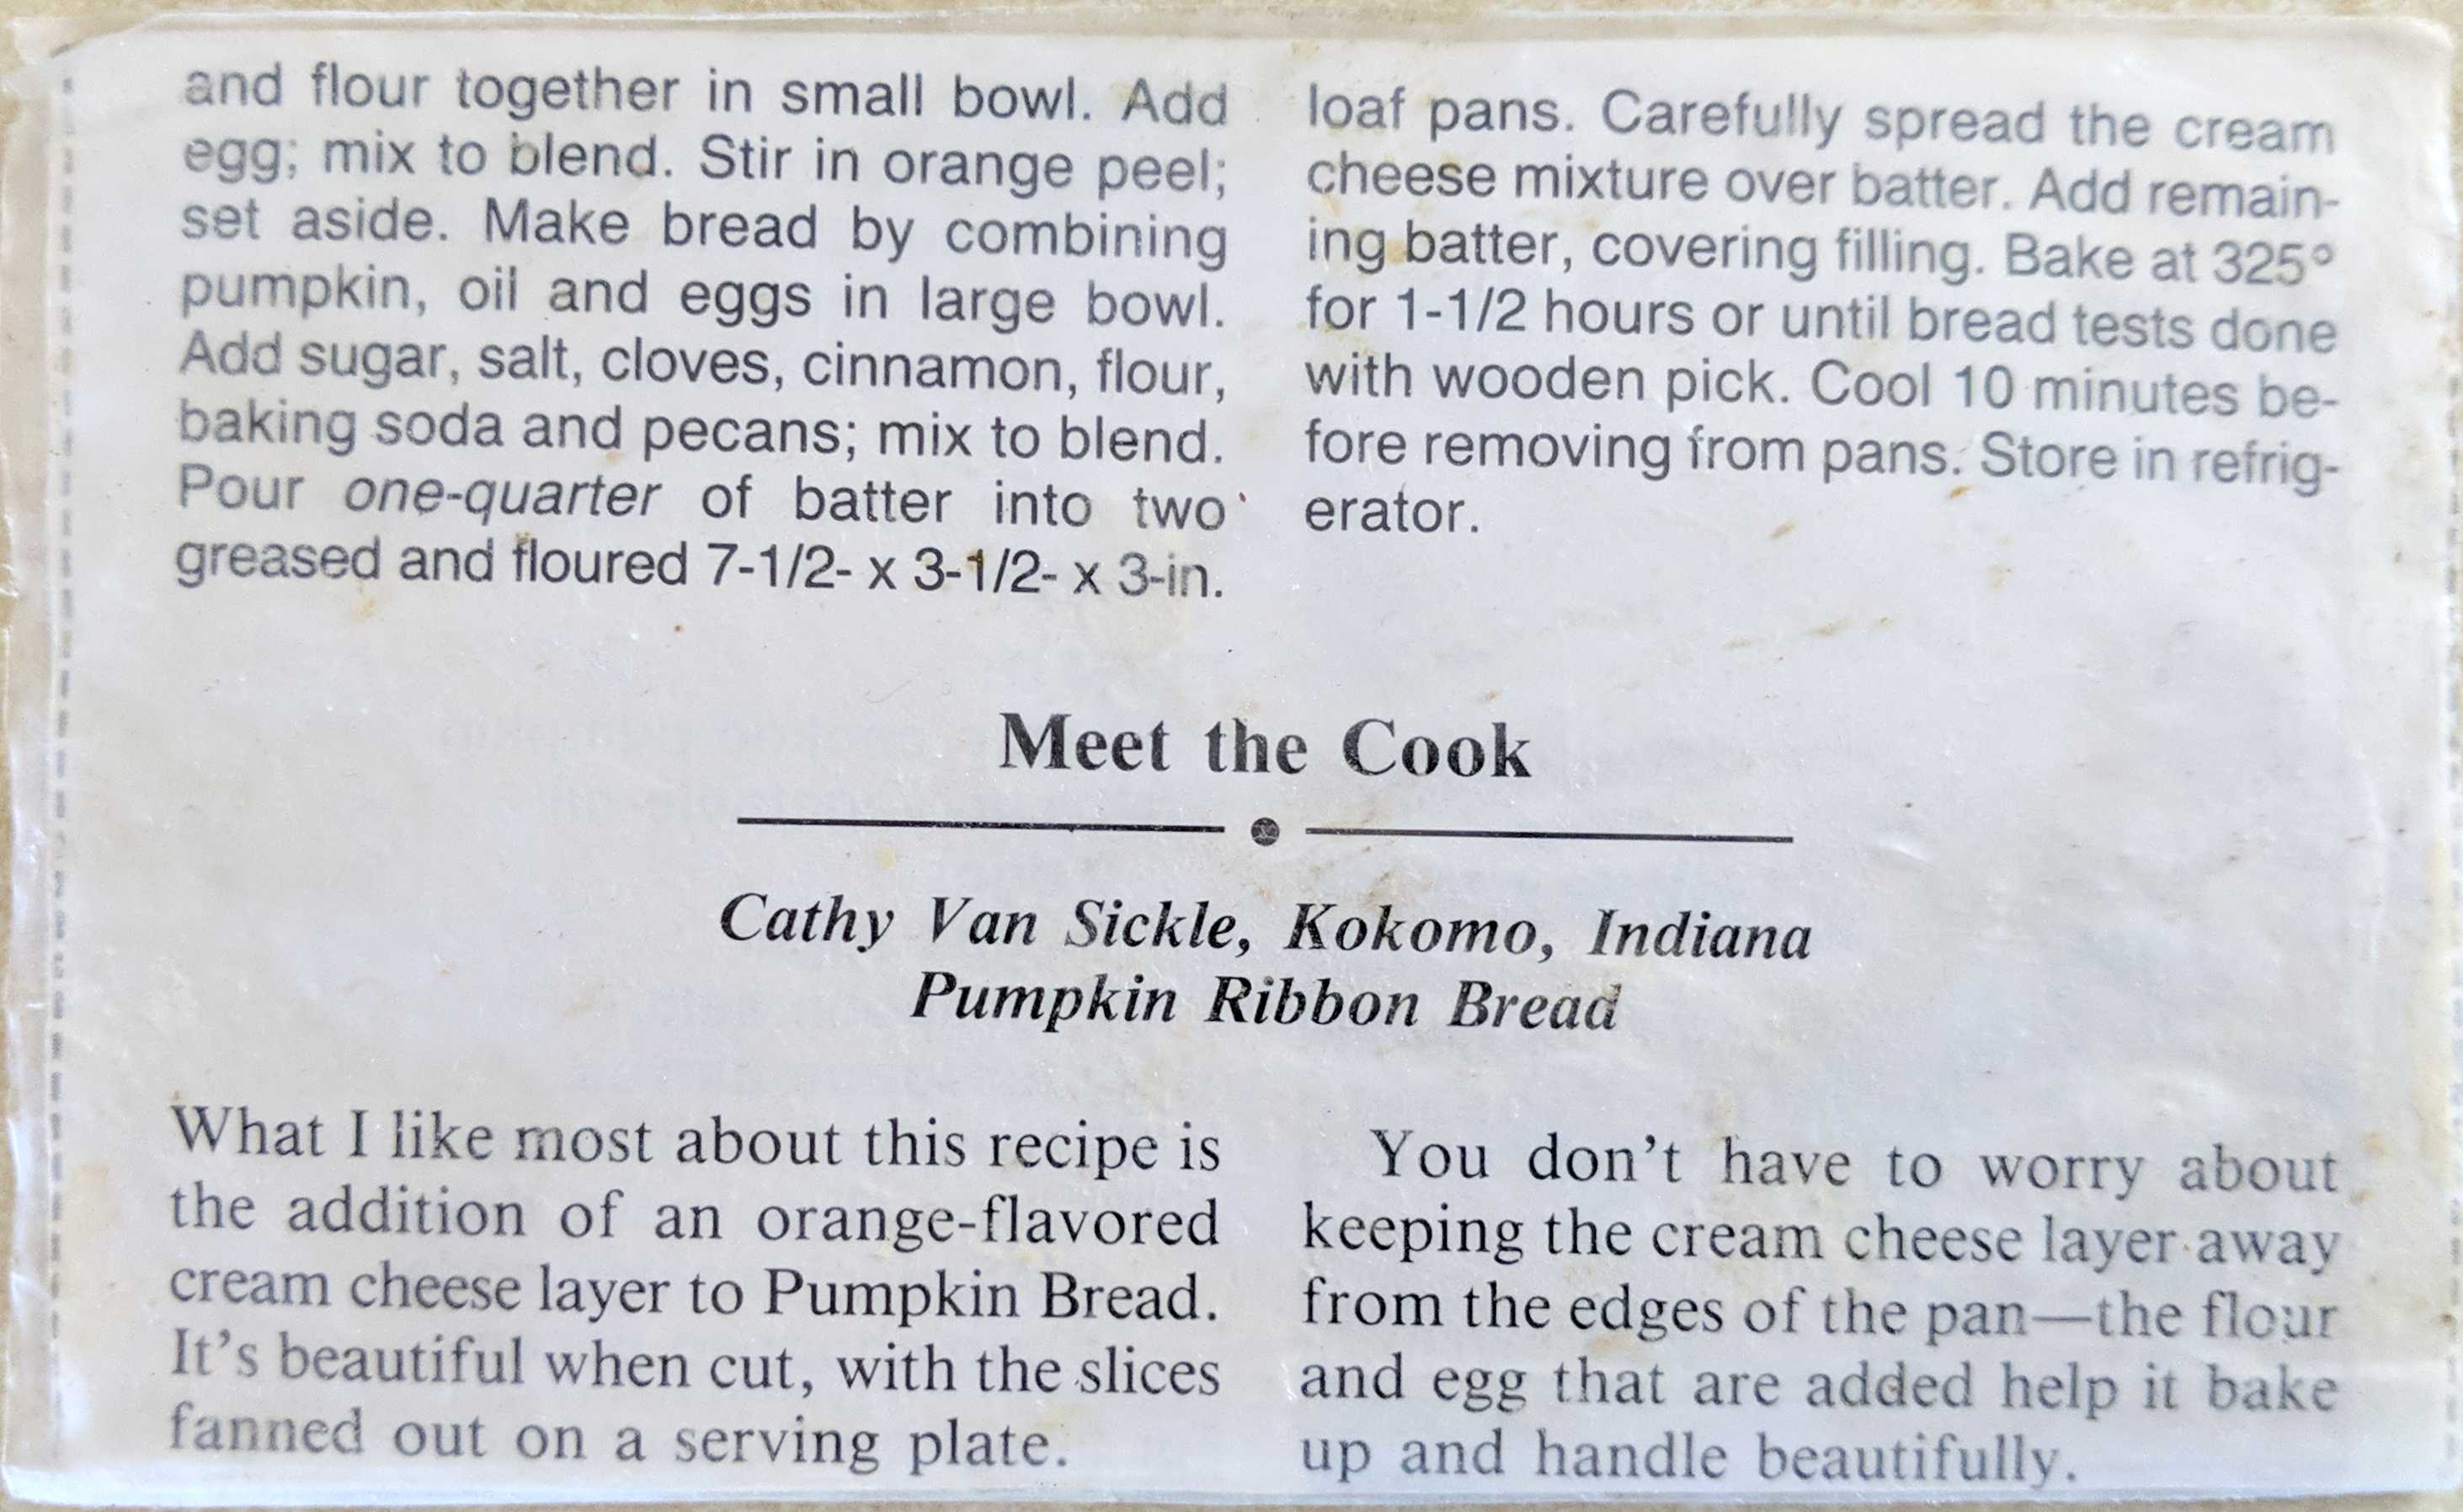 and flour together in small bowl. Add
egg; mix to blend. Stir in orange peel;
set aside. Make bread by combining
pumpkin, oil and eggs in large bowl.
Add sugar, salt, cloves, cinnamon, flour,
baking soda and pecans; mix to blend.
Pour one-quarter of batter into two
greased and floured 7-1/2- x 3-1/2- x 3-in.
loaf pans. Carefully spread the cream
cheese mixture over batter. Add remain-
ing batter, covering filling. Bake at 325°
for 1-1/2 hours or until bread tests done
with wooden pick. Cool 10 minutes be-
fore removing from pans. Store in refrig-
erator.
Meet the Cook
Cathy Van Sickle, Kokomo, Indiana
Pumpkin Ribbon Bread
What I like most about this recipe is
the addition of an orange-flavored
cream cheese layer to Pumpkin Bread.
It's beautiful when cut, with the slices
fanned out on a serving plate.
You don't have to worry about
keeping the cream cheese layer away
from the edges of the pan—the flour
and egg that are added help it bake
up and handle beautifully.